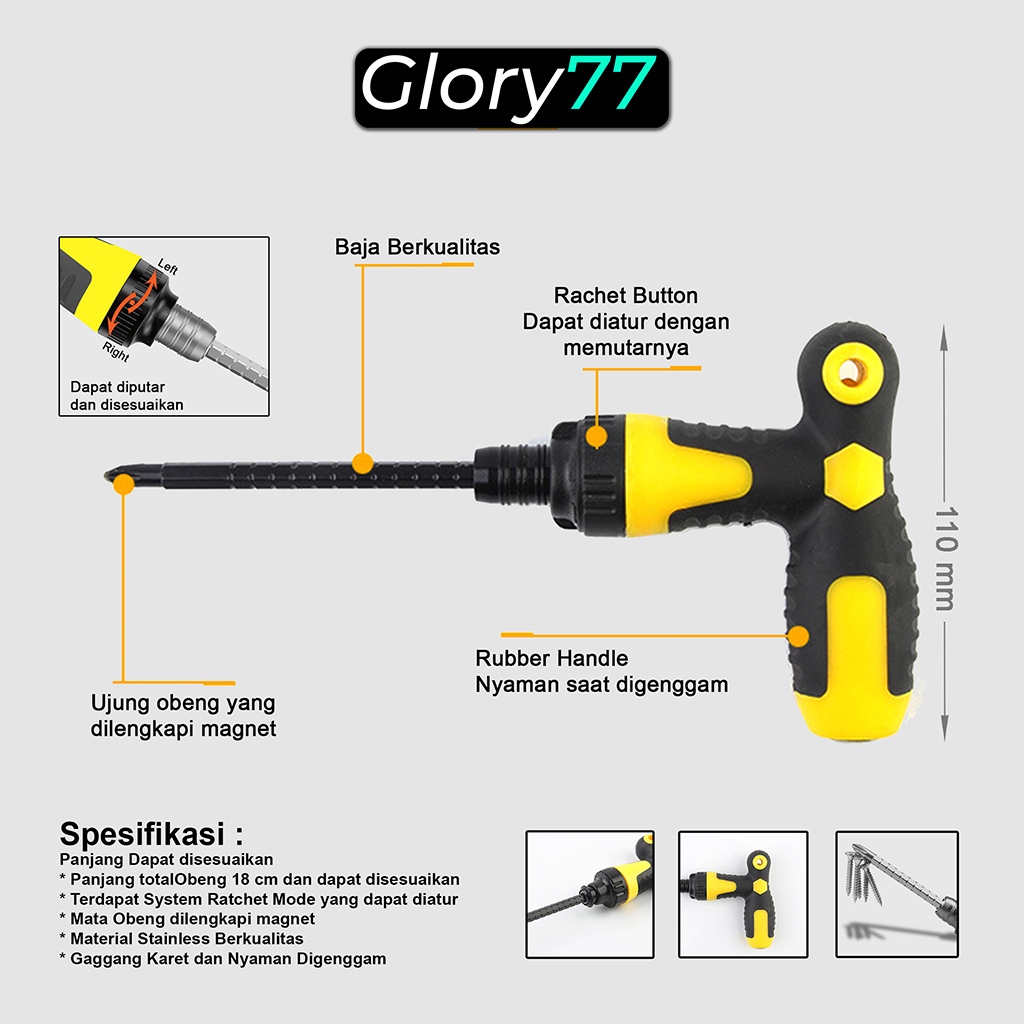 Glory77
Baja Berkualitas
Left
Right
Dapat diputar
dan disesuaikan
Rachet Button
Dapat diatur dengan
memutarnya
110 mm
Rubber Handle
Nyaman saat digenggam
Ujung obeng yang
dilengkapi magnet
Spesifikasi :
Panjang Dapat disesuaikan
* Panjang totalObeng 18 cm dan dapat disesuaikan
* Terdapat System Ratchet Mode yang dapat diatur
* Mata Obeng dilengkapi magnet
* Material Stainless Berkualitas
* Gaggang Karet dan Nyaman Digenggam